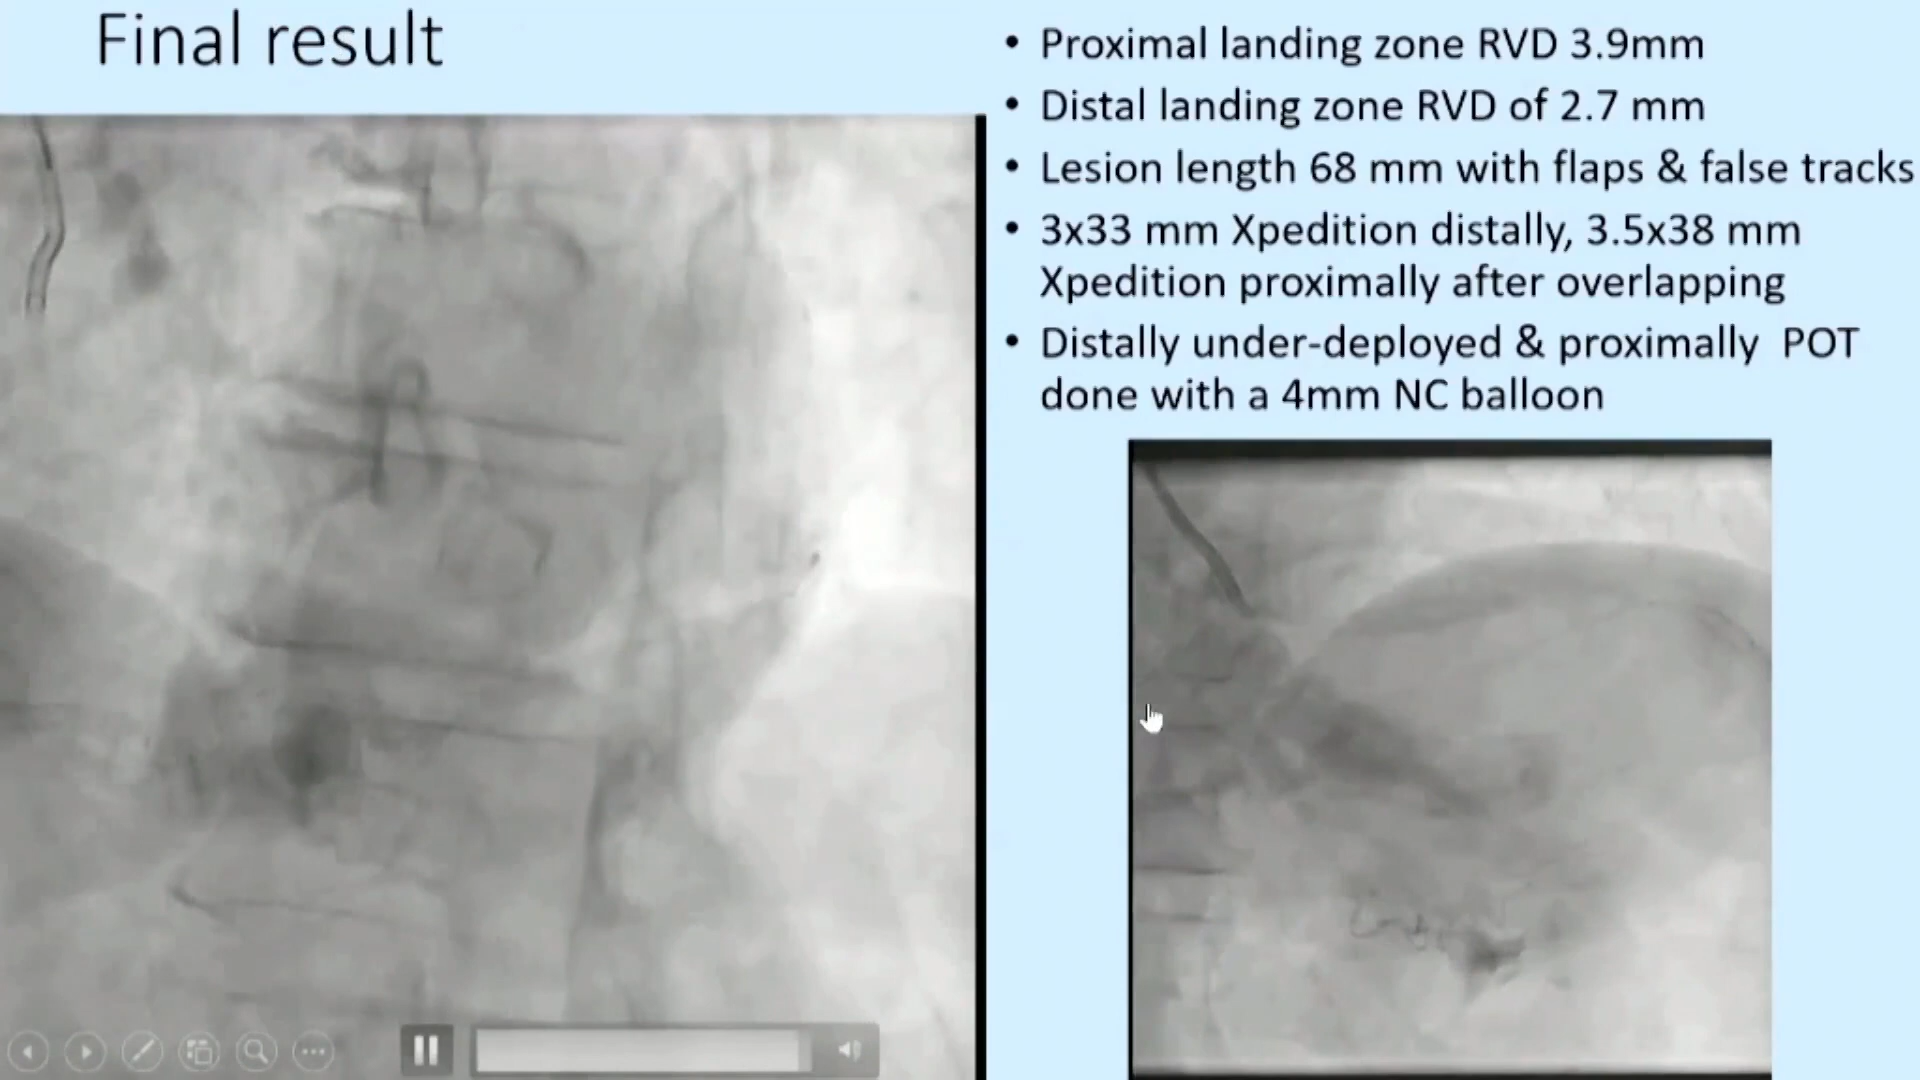 Final result
• Proximal landing zone RVD 3.9mm
• Distal landing zone RVD of 2.7 mm
• Lesion length 68 mm with flaps & false tracks
• 3x33 mm Xpedition distally, 3.5x38 mm
Xpedition proximally after overlapping
• Distally under-deployed & proximally POT
done with a 4mm NC balloon